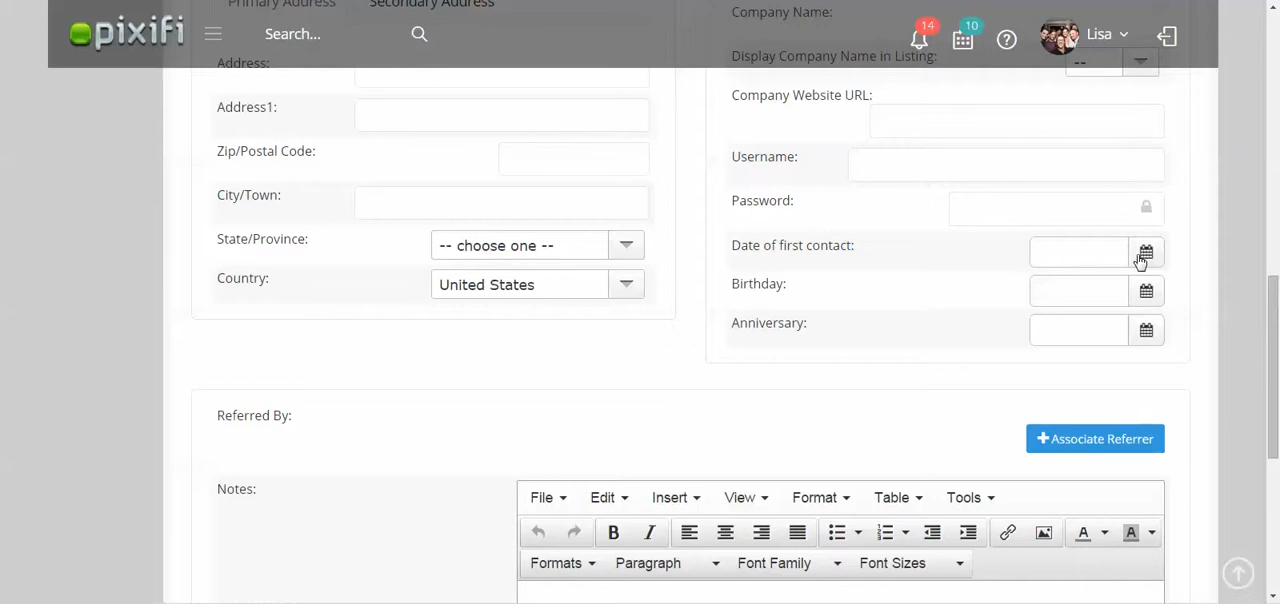 Primary Address
Secondary Address
Company Name:
pixifi
Search...
14
10
Lisa
Address:
Display Company Name in Listing:
--
Company Website URL:
Address1:
Zip/Postal Code:
Username:
City/Town:
Password:
State/Province:
-- choose one --
Date of first contact:
Country:
United States
Birthday:
Anniversary:
Referred By:
Associate Referrer
Notes:
File Edit Insert View Format Table Tools
B I A A
Formats Paragraph Font Family Font Sizes